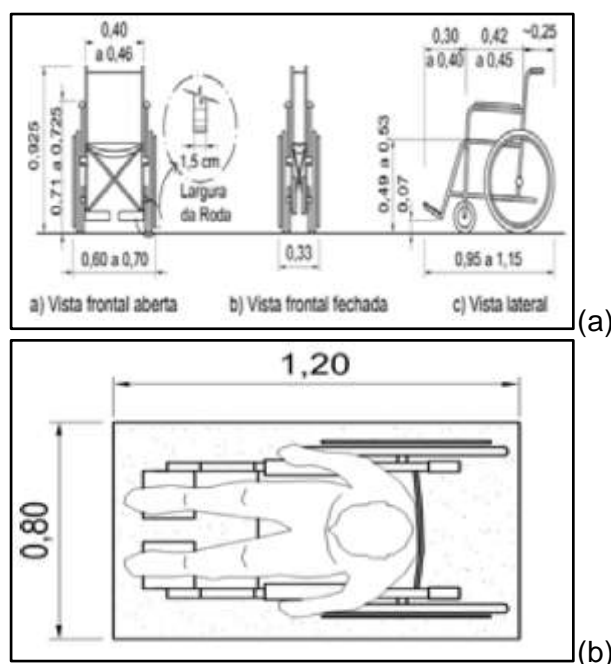 0,40
a 0,46
0,30
a 0,40
0,42
a 0,45
~0,25
0,925
0,71 a 0,725
1,5 cm
Largura
da Roda
0,49 a 0,53
0,07
0,60 a 0,70
0,33
0,95 a 1,15
a) Vista frontal aberta
b) Vista frontal fechada
c) Vista lateral
(a)
1,20
0,80
(b)